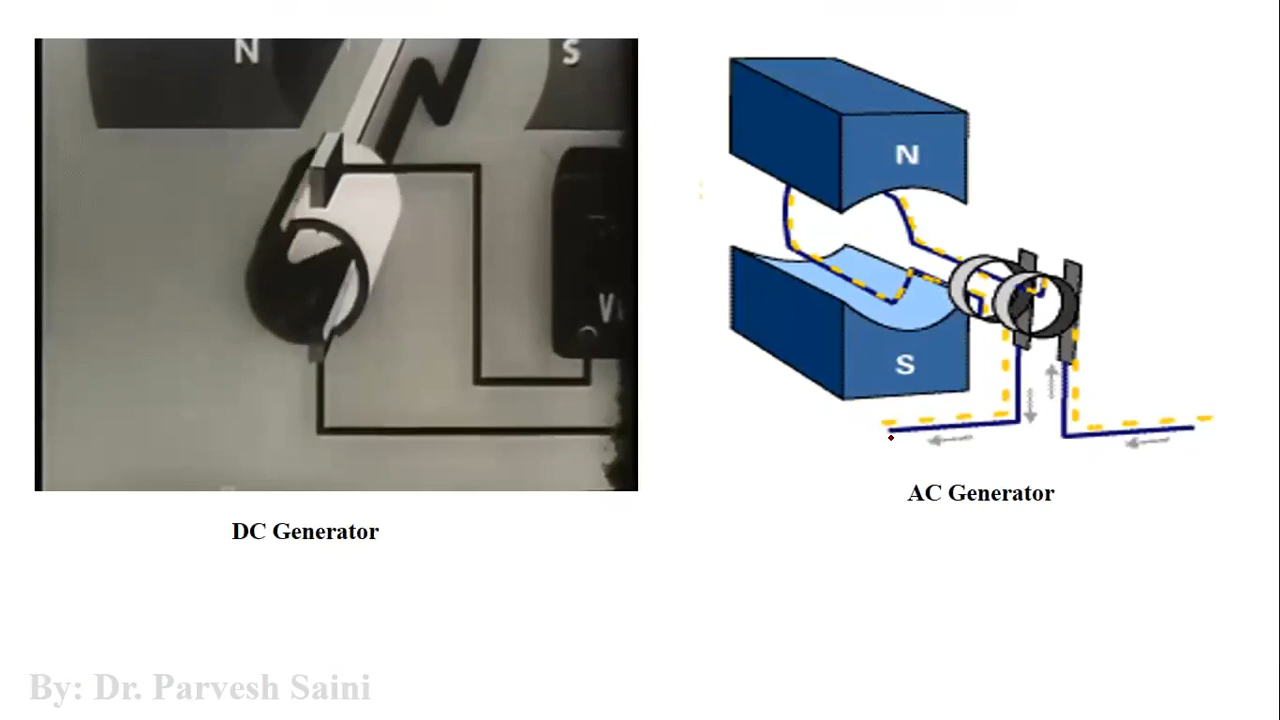 N
S
N
S
DC Generator
AC Generator
By: Dr. Parvesh Saini